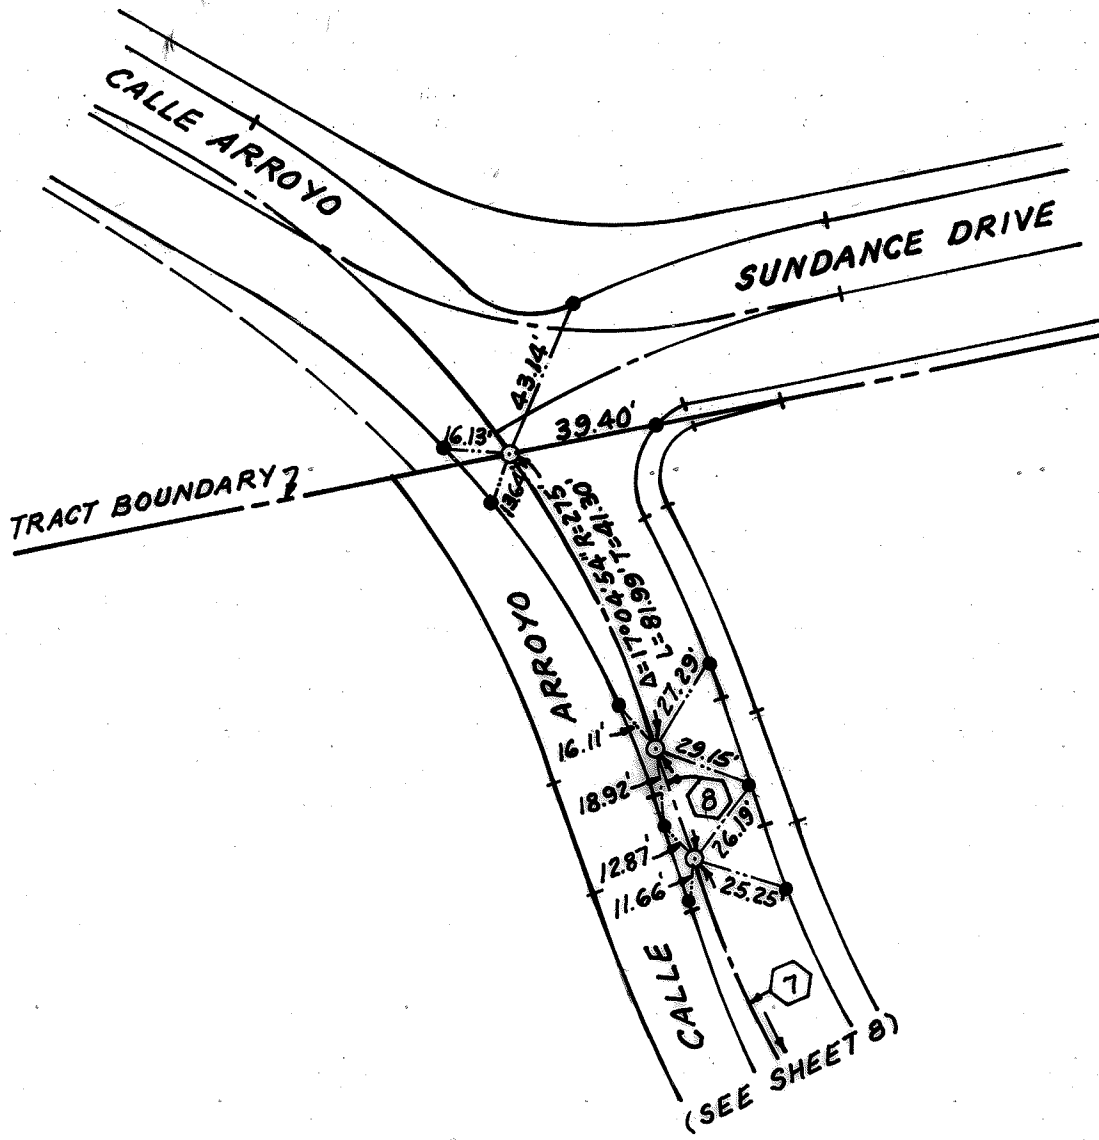 CALLE ARROYO
SUNDANCE DRIVE
43.14'
16.13'
39.40'
13.64'
TRACT BOUNDARY
Δ=17°04'54" R=275'
L=81.99' T=41.30'
ARROYO
27.29'
16.11'
29.15'
18.92'
8
26.19'
12.87'
11.66'
25.25'
CALLE
7
(SEE SHEET 8)